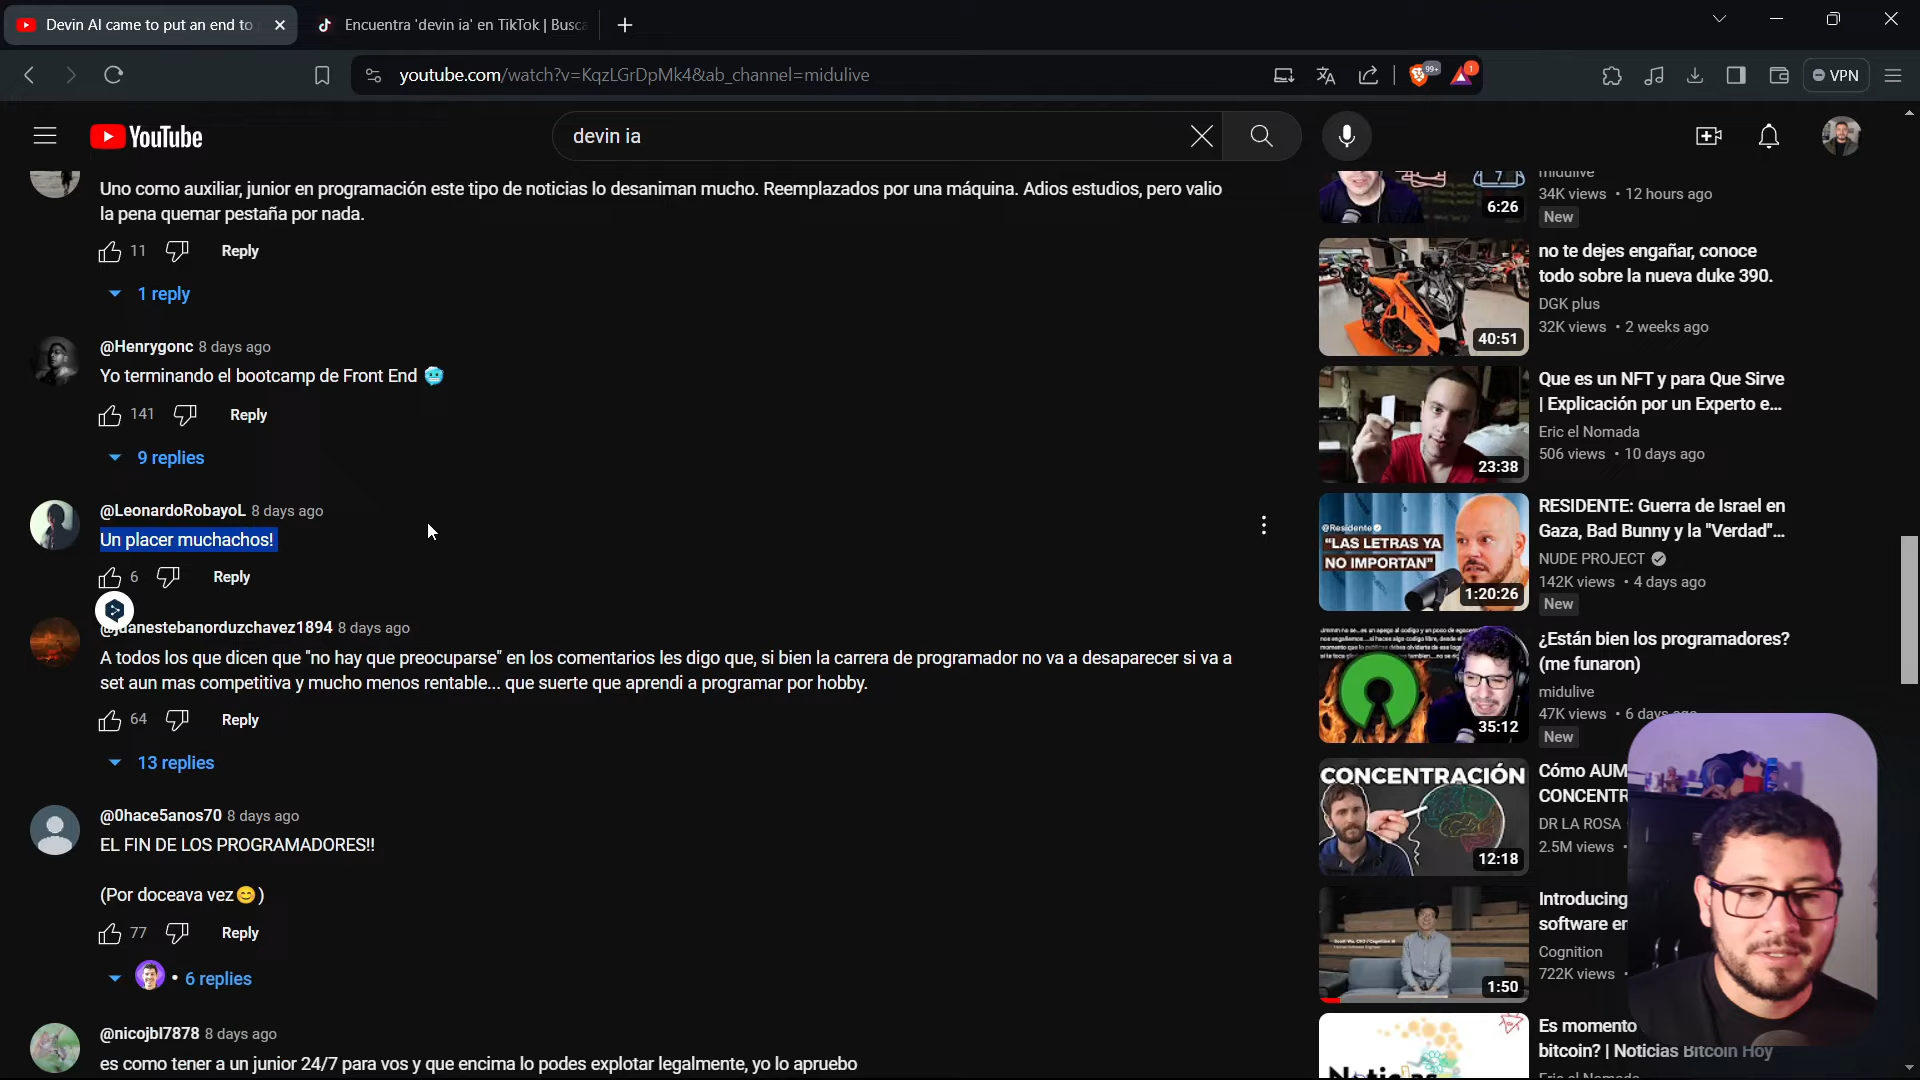 Devin AI came to put an end to
Encuentra 'devin ia' en TikTok | Busca
youtube.com/watch?v=KqzLGrDpMk4&ab_channel=midulive
99+
1
VPN
YouTube
devin ia
Uno como auxiliar, junior en programación este tipo de noticias lo desaniman mucho. Reemplazados por una máquina. Adios estudios, pero valio
la pena quemar pestaña por nada.
11
Reply
1 reply
@Henrygonc 8 days ago
Yo terminando el bootcamp de Front End 🥶
141
Reply
9 replies
@LeonardoRobayoL 8 days ago
Un placer muchachos!
6
Reply
@juanestebanorduzchavez1894 8 days ago
A todos los que dicen que "no hay que preocuparse" en los comentarios les digo que, si bien la carrera de programador no va a desaparecer si va a
set aun mas competitiva y mucho menos rentable... que suerte que aprendi a programar por hobby.
64
Reply
13 replies
@0hace5anos70 8 days ago
EL FIN DE LOS PROGRAMADORES!!
(Por doceava vez😊)
77
Reply
• 6 replies
@nicojbl7878 8 days ago
es como tener a un junior 24/7 para vos y que encima lo podes explotar legalmente, yo lo apruebo
midulive
34K views • 12 hours ago
New
6:26
no te dejes engañar, conoce
todo sobre la nueva duke 390.
DGK plus
32K views • 2 weeks ago
40:51
Que es un NFT y para Que Sirve
| Explicación por un Experto e...
Eric el Nomada
506 views • 10 days ago
23:38
@Residente
"LAS LETRAS YA
NO IMPORTAN"
1:20:26
RESIDENTE: Guerra de Israel en
Gaza, Bad Bunny y la "Verdad"...
NUDE PROJECT
142K views • 4 days ago
New
35:12
¿Están bien los programadores?
(me funaron)
midulive
47K views • 6 days ago
New
CONCENTRACIÓN
12:18
Cómo AUM
CONCENTR
DR LA ROSA
2.5M views •
1:50
Introducing
software en
Cognition
722K views •
Noticias
Es momento
bitcoin? | Noticias Bitcoin Hoy
Eric el Nomada